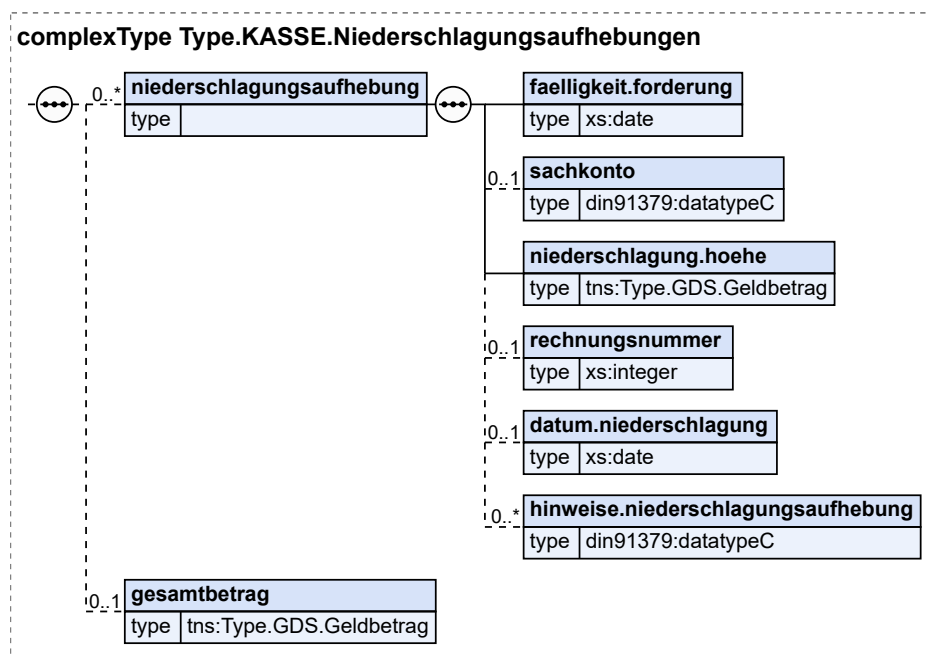 complexType Type.KASSE.Niederschlagungsaufhebungen
0..* niederschlagungsaufhebung
type
faelligkeit.forderung
type xs:date
0..1 sachkonto
type din91379:datatypeC
niederschlagung.hoehe
type tns:Type.GDS.Geldbetrag
0..1 rechnungsnummer
type xs:integer
0..1 datum.niederschlagung
type xs:date
0..* hinweise.niederschlagungsaufhebung
type din91379:datatypeC
0..1 gesamtbetrag
type tns:Type.GDS.Geldbetrag